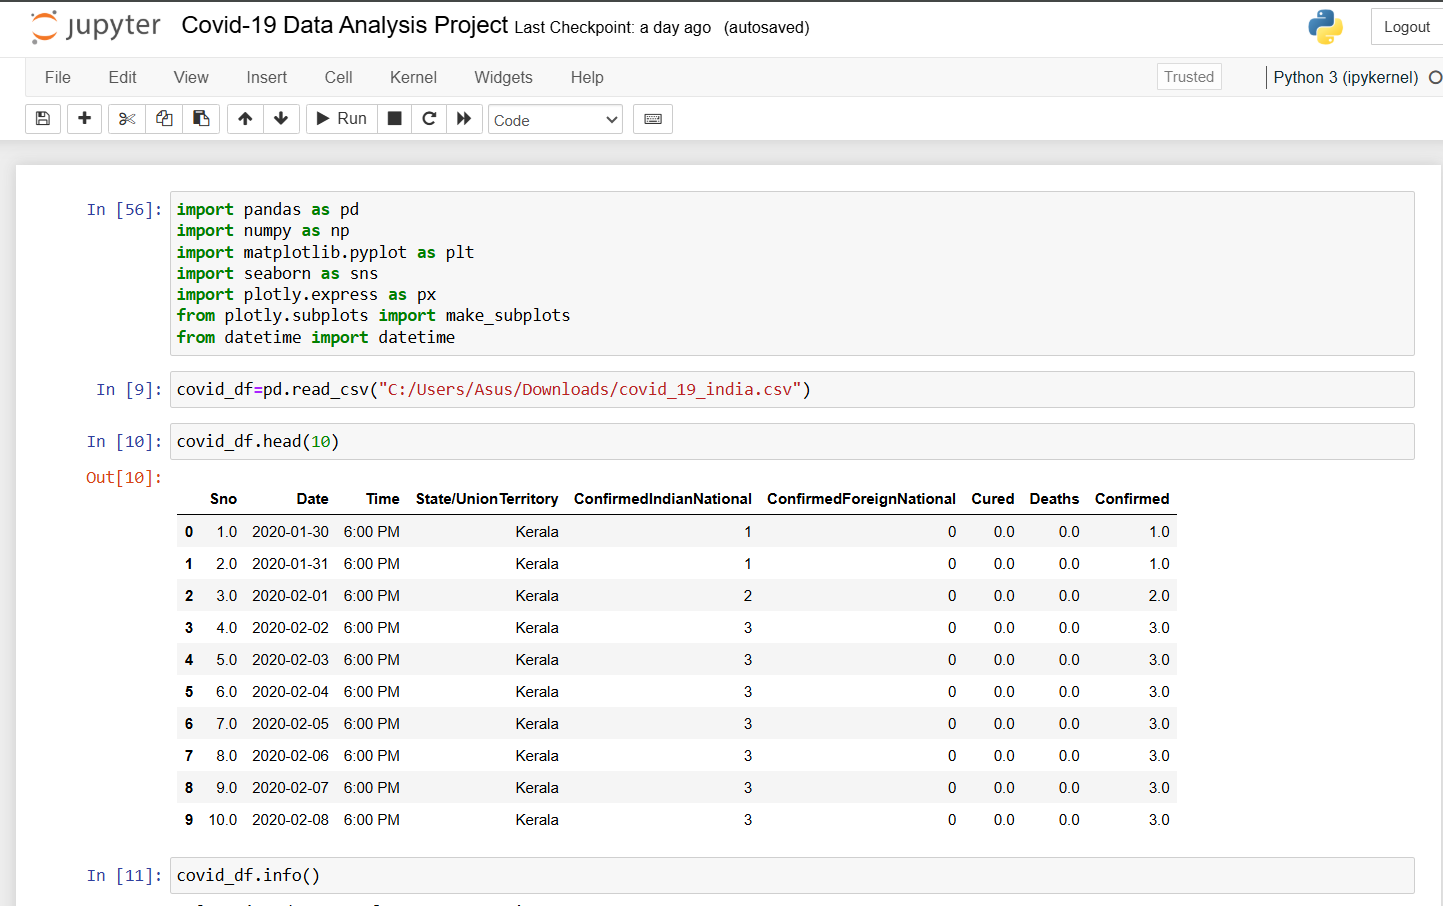 jupyter Covid-19 Data Analysis Project Last Checkpoint: a day ago (autosaved) Logout
File Edit View Insert Cell Kernel Widgets Help Trusted Python 3 (ipykernel)
Run Code
In [56]: import pandas as pd
import numpy as np
import matplotlib.pyplot as plt
import seaborn as sns
import plotly.express as px
from plotly.subplots import make_subplots
from datetime import datetime
In [9]: covid_df=pd.read_csv("C:/Users/Asus/Downloads/covid_19_india.csv")
In [10]: covid_df.head(10)
Out[10]:
Sno Date Time State/UnionTerritory ConfirmedIndianNational ConfirmedForeignNational Cured Deaths Confirmed
0 1.0 2020-01-30 6:00 PM Kerala 1 0 0.0 0.0 1.0
1 2.0 2020-01-31 6:00 PM Kerala 1 0 0.0 0.0 1.0
2 3.0 2020-02-01 6:00 PM Kerala 2 0 0.0 0.0 2.0
3 4.0 2020-02-02 6:00 PM Kerala 3 0 0.0 0.0 3.0
4 5.0 2020-02-03 6:00 PM Kerala 3 0 0.0 0.0 3.0
5 6.0 2020-02-04 6:00 PM Kerala 3 0 0.0 0.0 3.0
6 7.0 2020-02-05 6:00 PM Kerala 3 0 0.0 0.0 3.0
7 8.0 2020-02-06 6:00 PM Kerala 3 0 0.0 0.0 3.0
8 9.0 2020-02-07 6:00 PM Kerala 3 0 0.0 0.0 3.0
9 10.0 2020-02-08 6:00 PM Kerala 3 0 0.0 0.0 3.0
In [11]: covid_df.info()